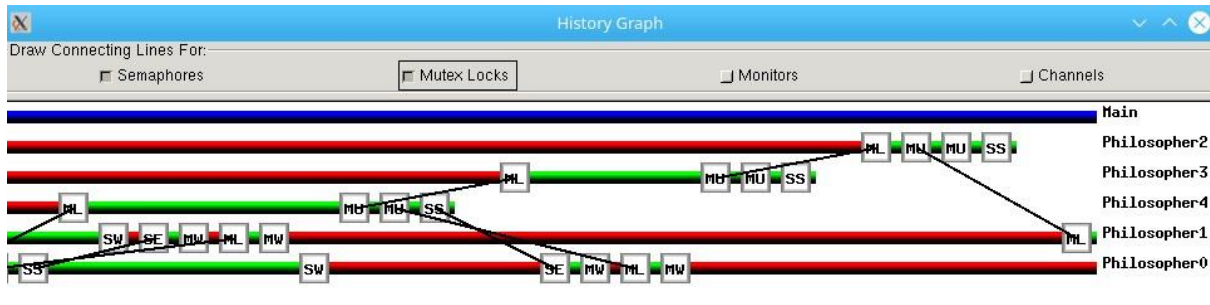 History Graph
Draw Connecting Lines For:
Semaphores Mutex Locks Monitors Channels
Main
ML MU MU SS Philosopher2
ML MU MU SS Philosopher3
ML MU MU SS Philosopher4
SW SE MW ML MW ML Philosopher1
SS SW SE MW ML MW Philosopher0